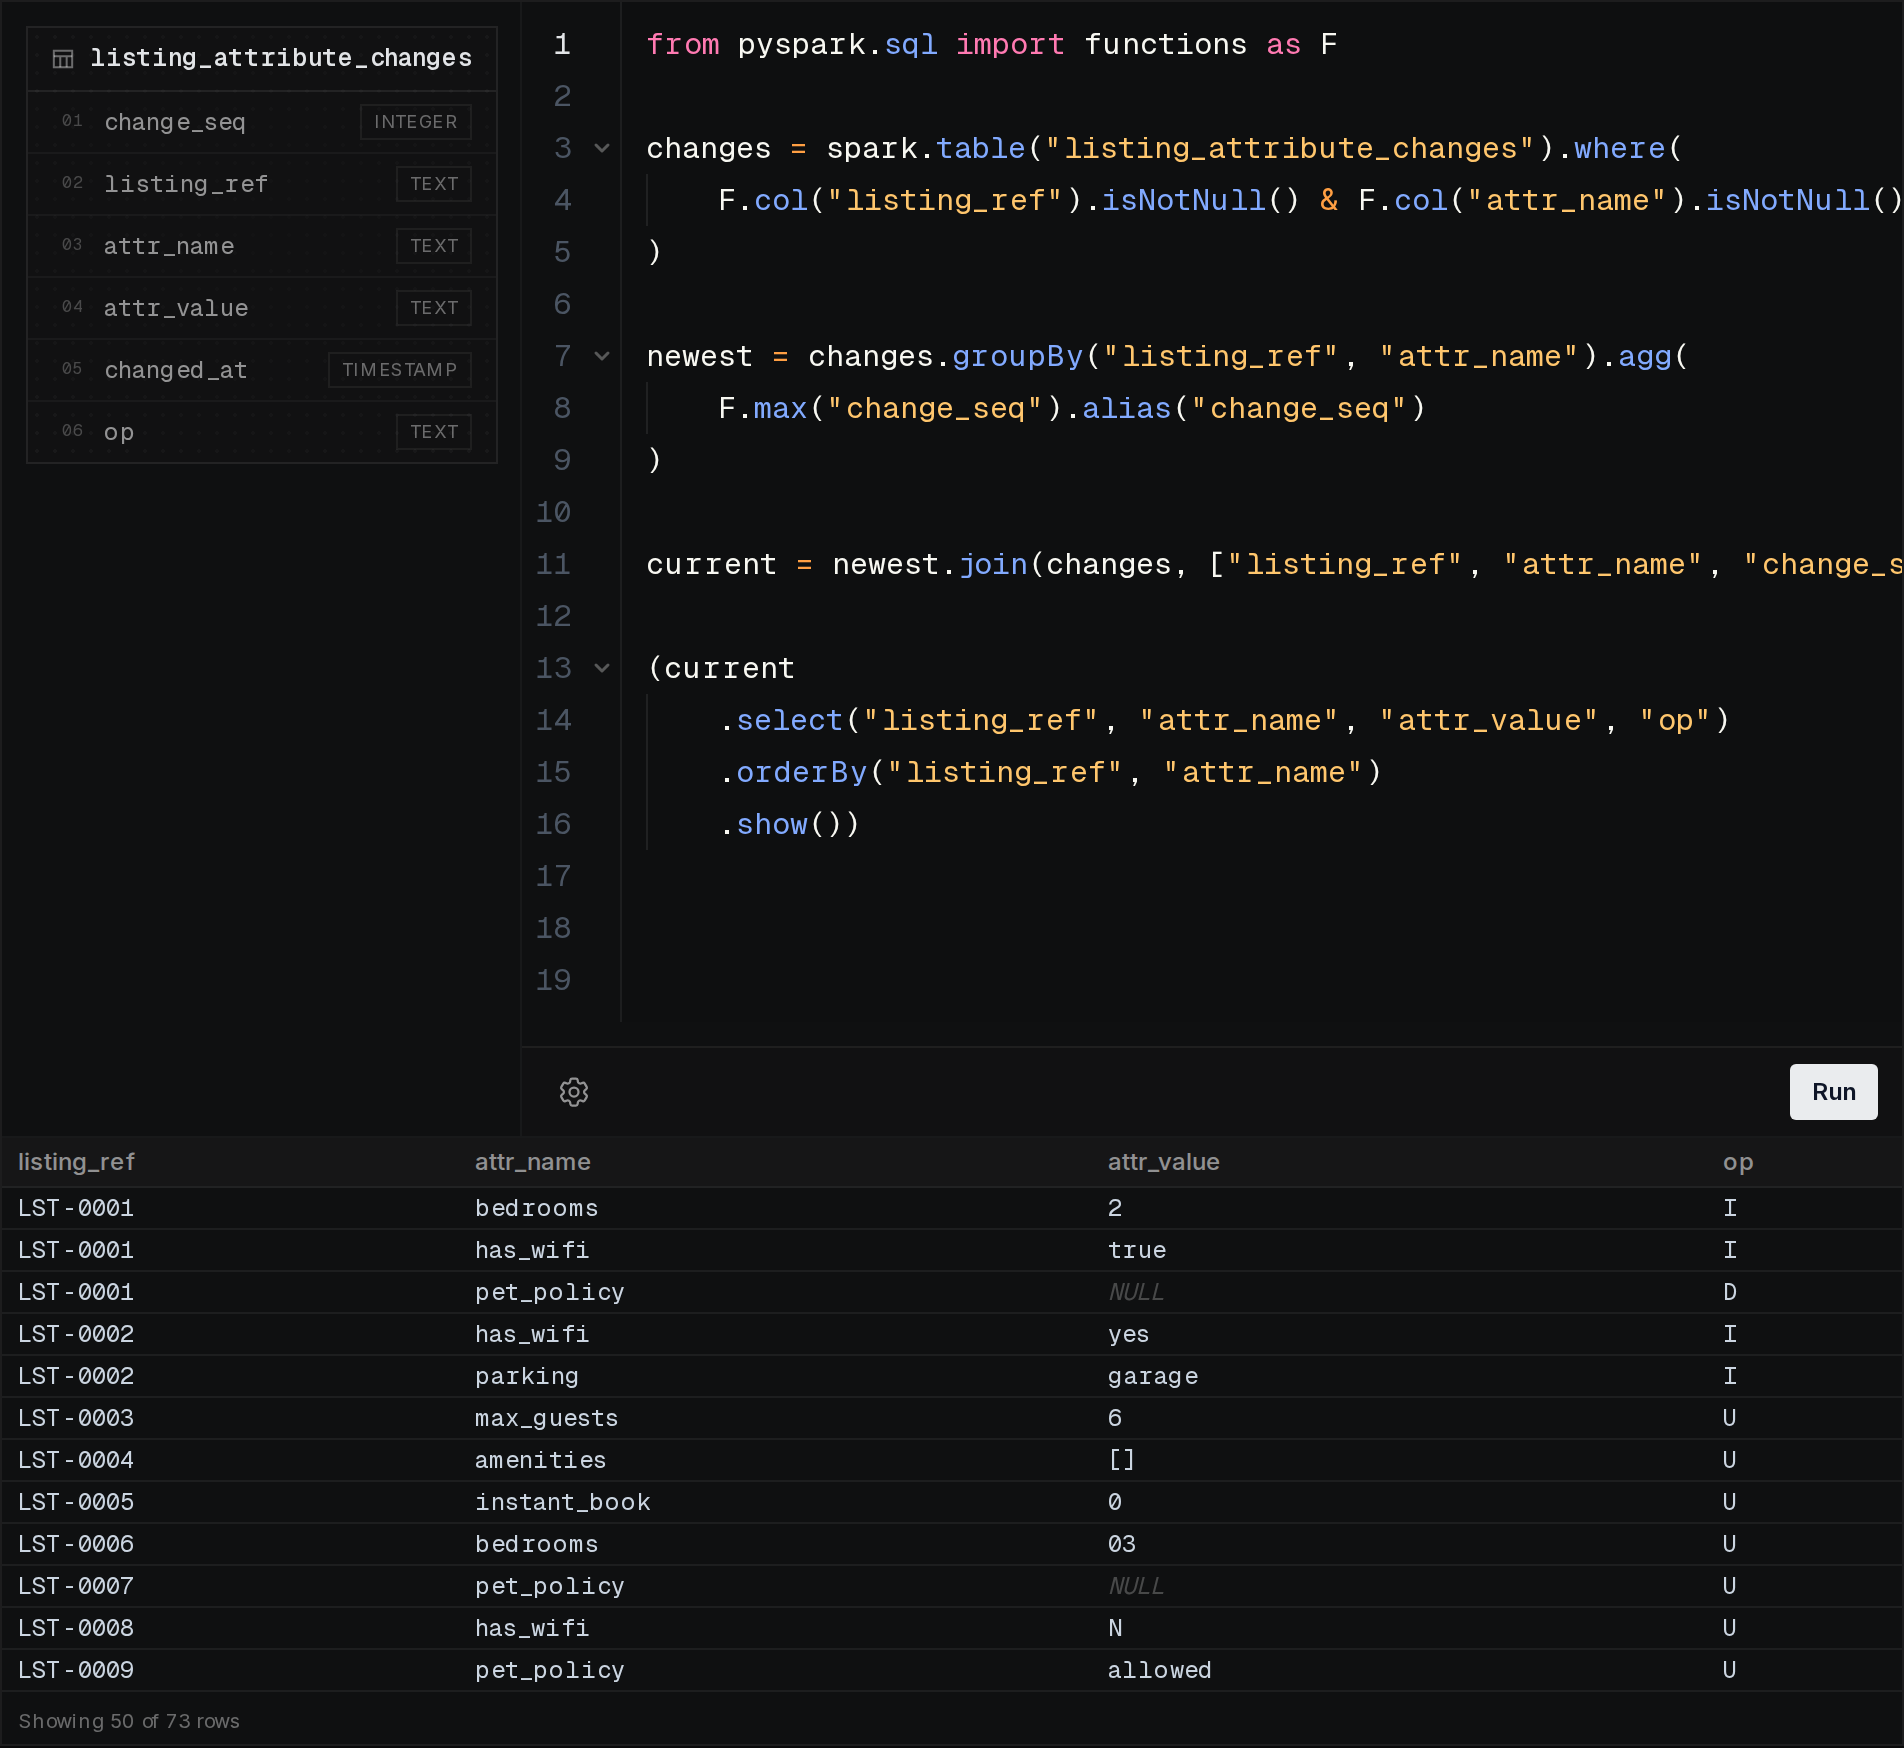 listing_attribute_changes
01 change_seq INTEGER
02 listing_ref TEXT
03 attr_name TEXT
04 attr_value TEXT
05 changed_at TIMESTAMP
06 op TEXT
1 from pyspark.sql import functions as F
2
3 changes = spark.table("listing_attribute_changes").where(
4     F.col("listing_ref").isNotNull() & F.col("attr_name").isNotNull()
5 )
6
7 newest = changes.groupBy("listing_ref", "attr_name").agg(
8     F.max("change_seq").alias("change_seq")
9 )
10
11 current = newest.join(changes, ["listing_ref", "attr_name", "change_s
12
13 (current
14     .select("listing_ref", "attr_name", "attr_value", "op")
15     .orderBy("listing_ref", "attr_name")
16     .show())
17
18
19
Run
listing_ref attr_name attr_value op
LST-0001 bedrooms 2 I
LST-0001 has_wifi true I
LST-0001 pet_policy NULL D
LST-0002 has_wifi yes I
LST-0002 parking garage I
LST-0003 max_guests 6 U
LST-0004 amenities [] U
LST-0005 instant_book 0 U
LST-0006 bedrooms 03 U
LST-0007 pet_policy NULL U
LST-0008 has_wifi N U
LST-0009 pet_policy allowed U
Showing 50 of 73 rows